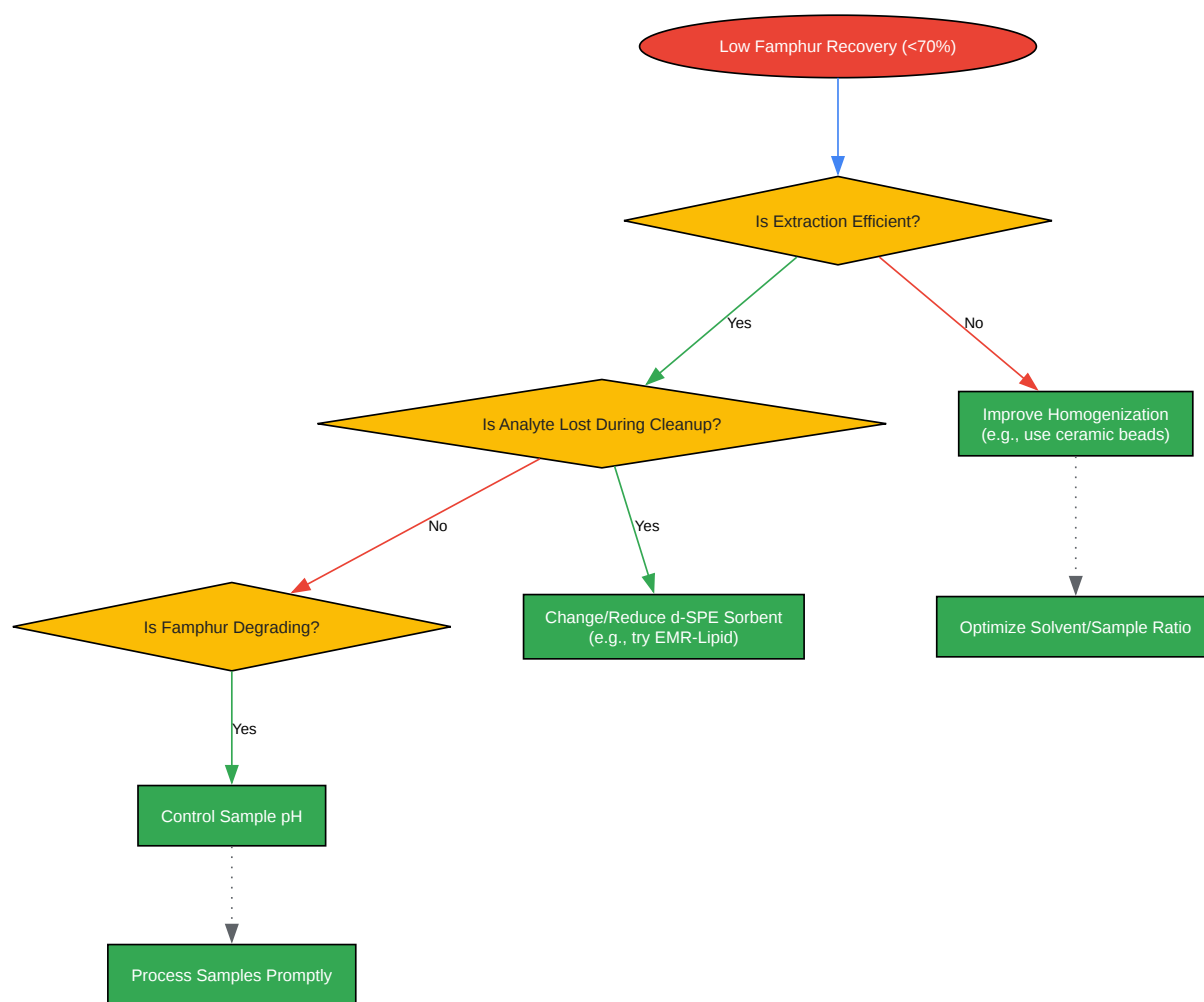 Low Famphur Recovery (<70%)
Is Extraction Efficient?
Yes
No
Is Analyte Lost During Cleanup?
Improve Homogenization
(e.g., use ceramic beads)
No
Yes
Is Famphur Degrading?
Change/Reduce d-SPE Sorbent
(e.g., try EMR-Lipid)
Optimize Solvent/Sample Ratio
Yes
Control Sample pH
Process Samples Promptly